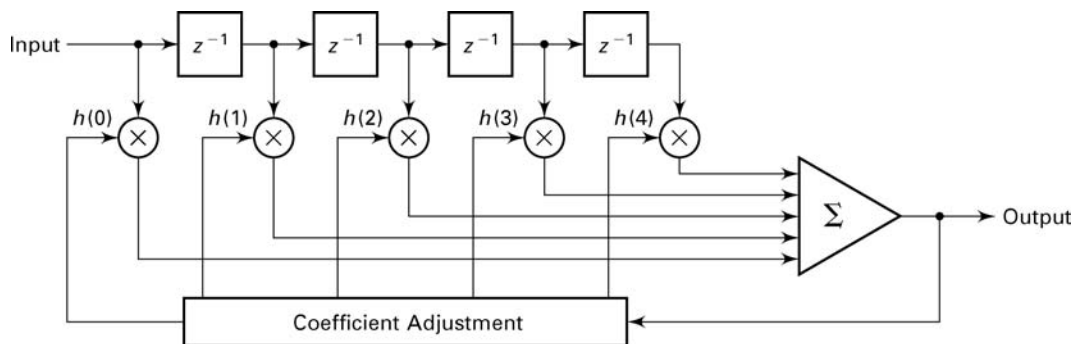 Input
z⁻¹
z⁻¹
z⁻¹
z⁻¹
h(0)
×
h(1)
×
h(2)
×
h(3)
×
h(4)
×
Σ
Output
Coefficient Adjustment